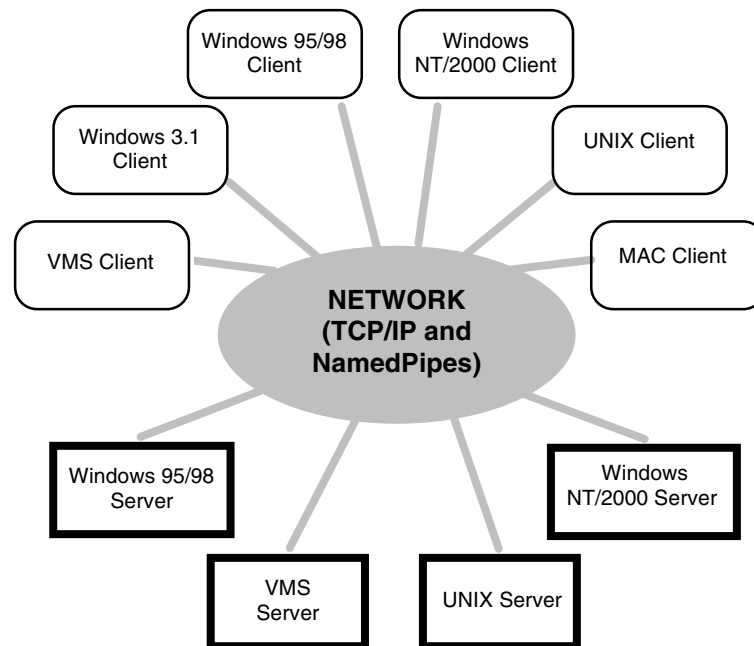 Windows 95/98
Client
Windows
NT/2000 Client
Windows 3.1
Client
UNIX Client
VMS Client
MAC Client
NETWORK
(TCP/IP and
NamedPipes)
Windows 95/98
Server
Windows
NT/2000 Server
VMS
Server
UNIX Server